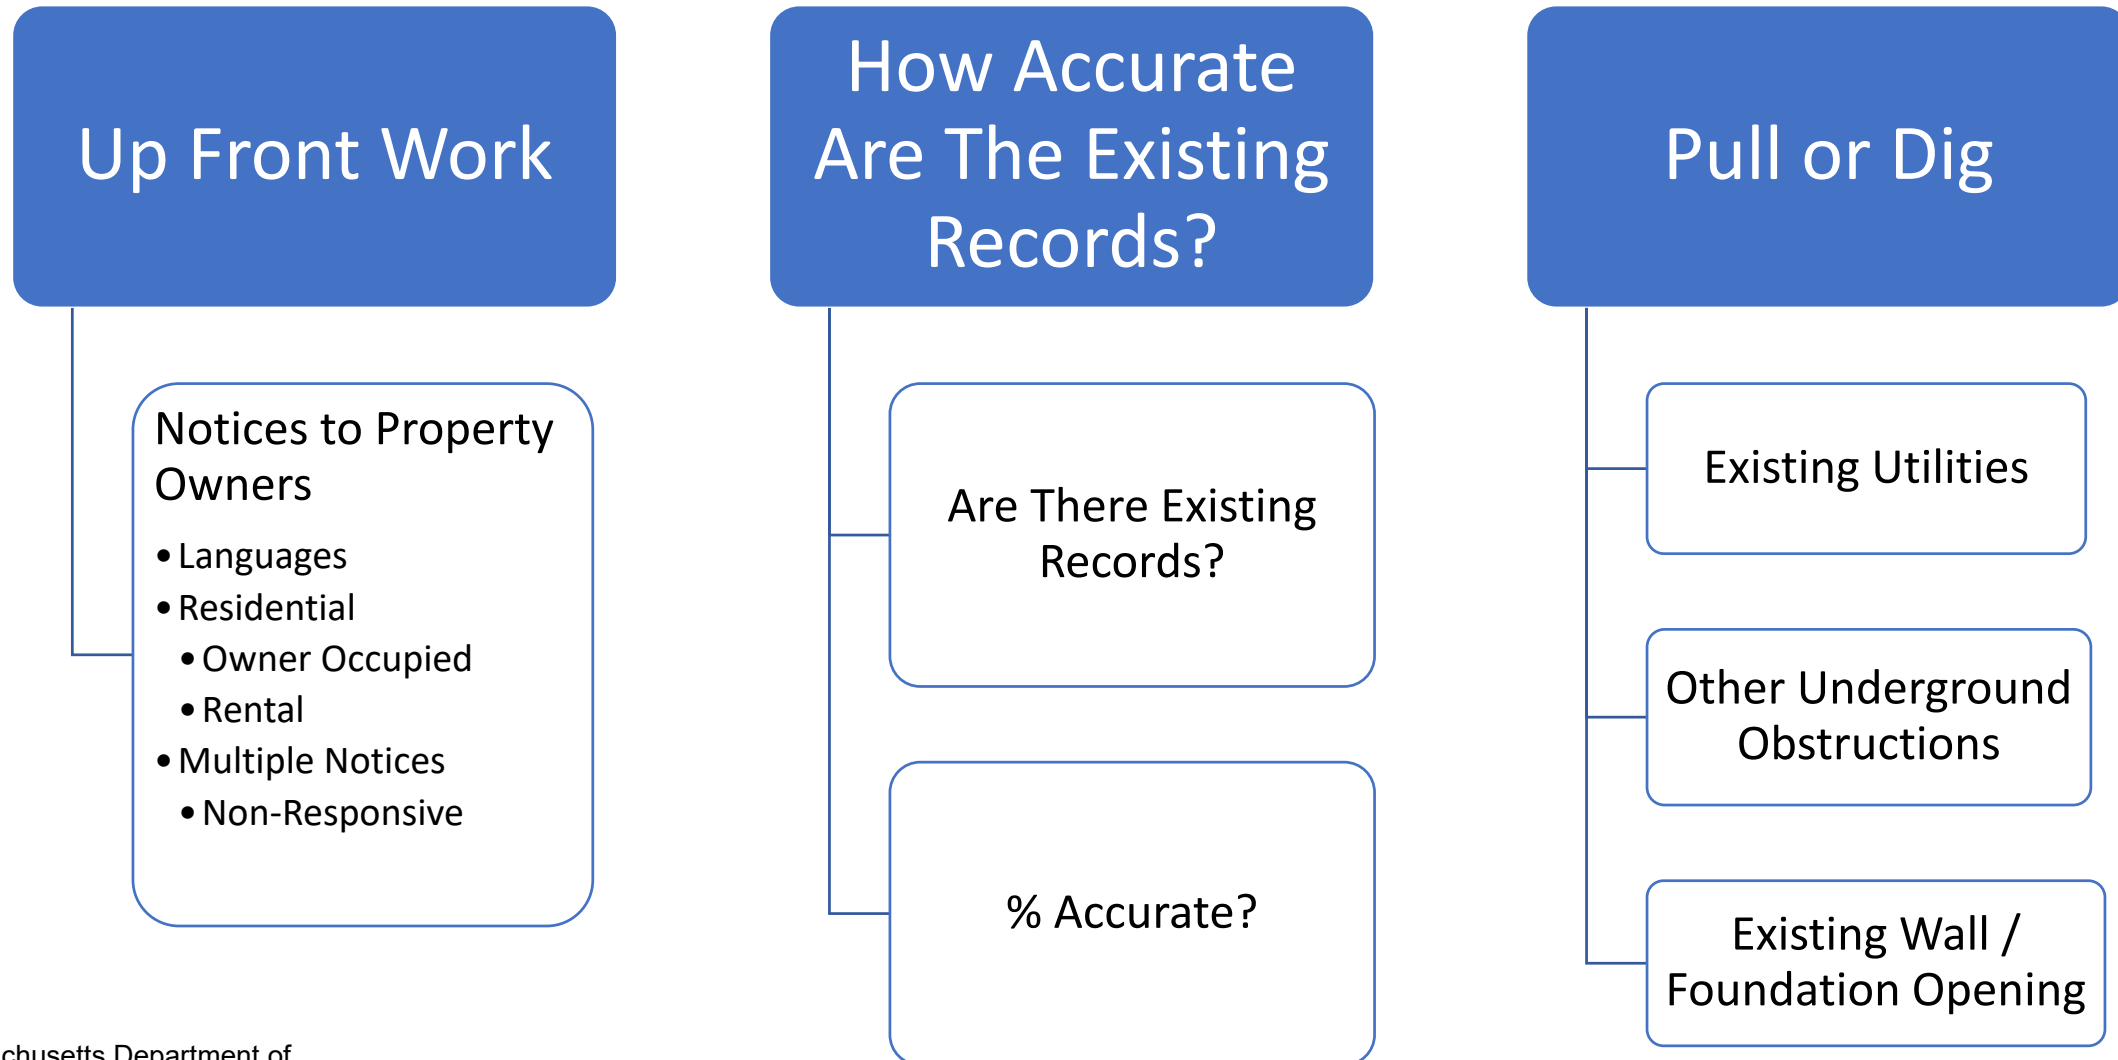 Up Front Work
Notices to Property
Owners
• Languages
• Residential
• Owner Occupied
• Rental
• Multiple Notices
• Non-Responsive
How Accurate
Are The Existing
Records?
Are There Existing
Records?
% Accurate?
Pull or Dig
Existing Utilities
Other Underground
Obstructions
Existing Wall /
Foundation Opening
chusetts Department of